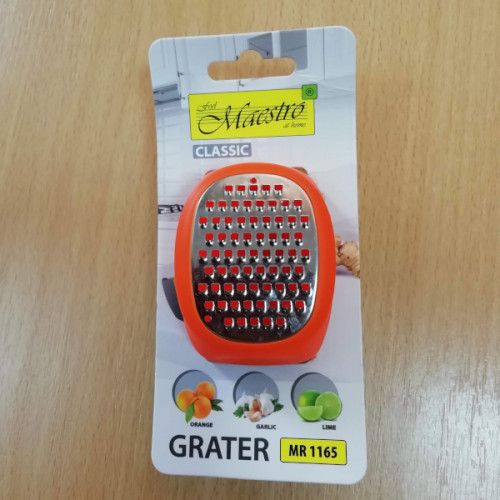 Feel
Maestro ®
at home
CLASSIC
ORANGE
GARLIC
LIME
GRATER
MR 1165